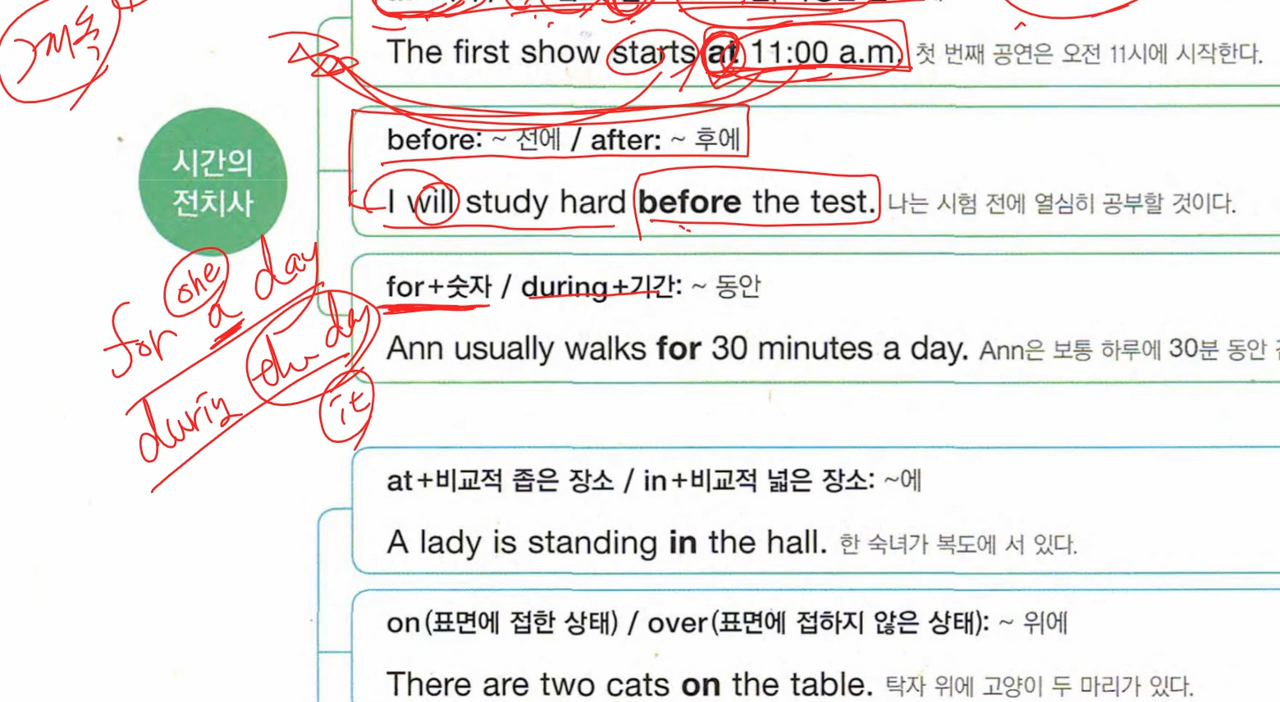 The first show starts at 11:00 a.m. 첫 번째 공연은 오전 11시에 시작한다.
before: ~ 전에 / after: ~ 후에
I will study hard before the test. 나는 시험 전에 열심히 공부할 것이다.
시간의
전치사
for+숫자 / during+기간: ~ 동안
Ann usually walks for 30 minutes a day. Ann은 보통 하루에 30분 동안
one
for a day
during the day
it
at+비교적 좁은 장소 / in+비교적 넓은 장소: ~에
A lady is standing in the hall. 한 숙녀가 복도에 서 있다.
on(표면에 접한 상태) / over(표면에 접하지 않은 상태): ~ 위에
There are two cats on the table. 탁자 위에 고양이 두 마리가 있다.